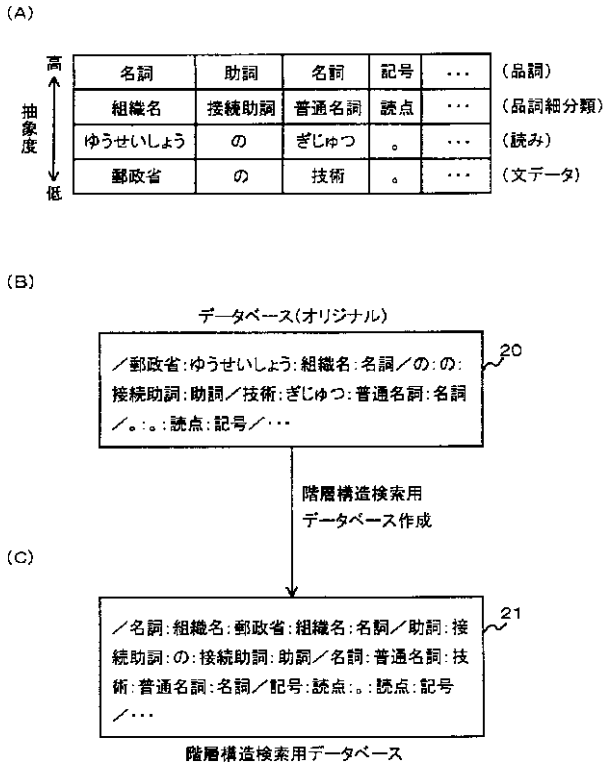 (A)
高
抽象度
低
名詞 助詞 名詞 記号 ・・・ (品詞)
組織名 接続助詞 普通名詞 読点 ・・・ (品詞細分類)
ゆうせいしょう の ぎじゅつ 。 ・・・ (読み)
郵政省 の 技術 。 ・・・ (文データ)
(B)
データベース(オリジナル)
20
／郵政省:ゆうせいしょう:組織名:名詞／の:の:
接続助詞:助詞／技術:ぎじゅつ:普通名詞:名詞
／。:。:読点:記号／・・・
階層構造検索用
データベース作成
(C)
21
／名詞:組織名:郵政省:組織名:名詞／助詞:接
続助詞:の:接続助詞:助詞／名詞:普通名詞:技
術:普通名詞:名詞／記号:読点:。:読点:記号
／・・・
階層構造検索用データベース